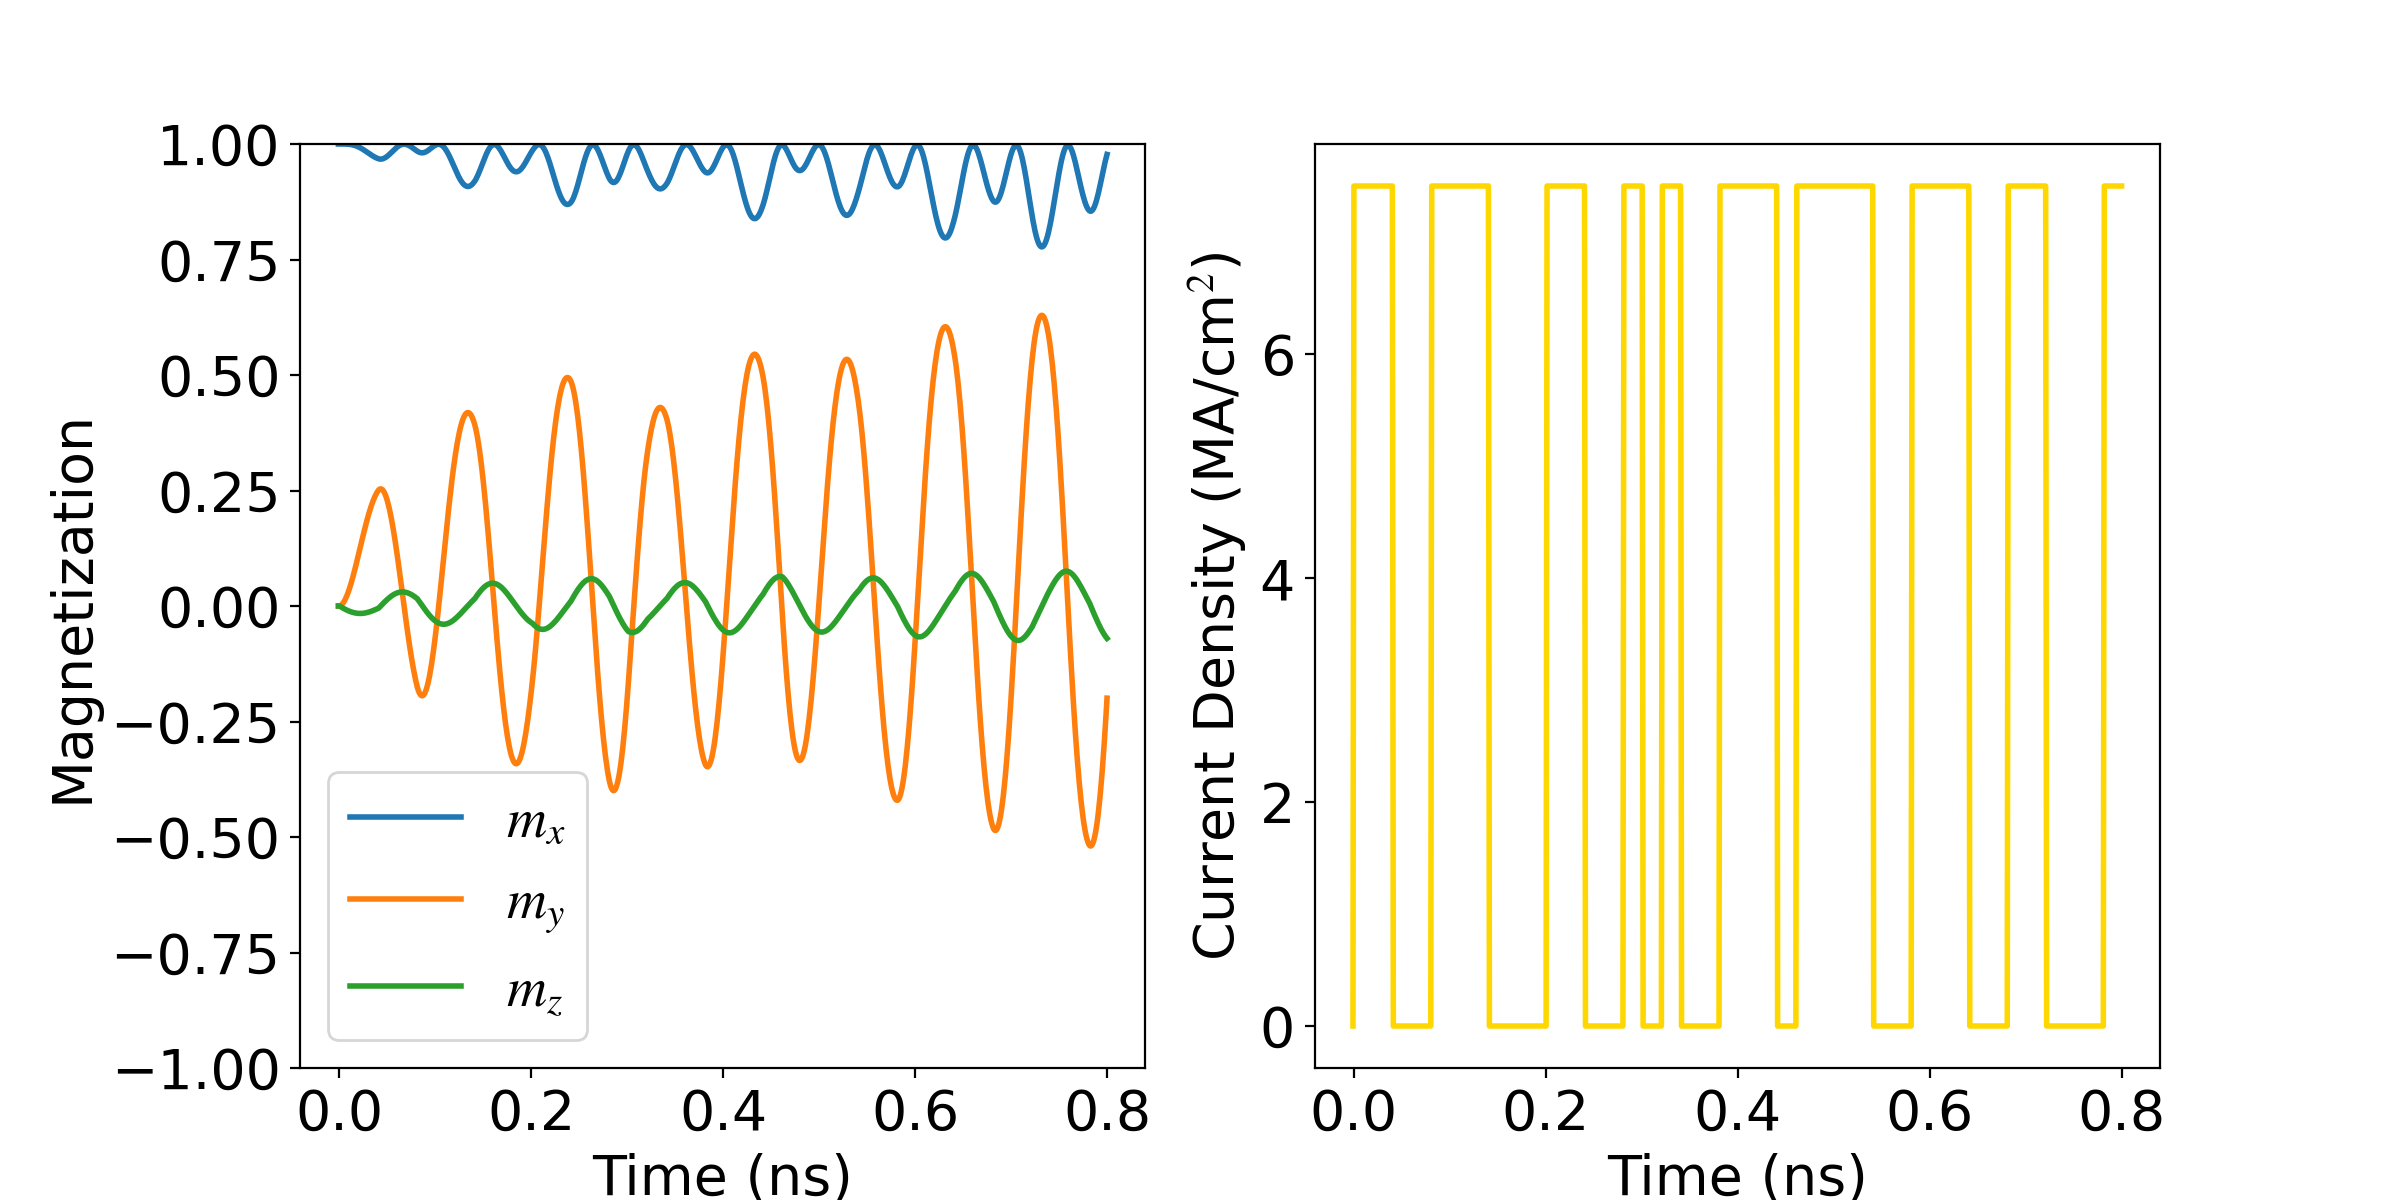 1.00
0.75
0.50
0.25
0.00
−0.25
−0.50
−0.75
−1.00
Magnetization
m_x
m_y
m_z
0.0 0.2 0.4 0.6 0.8
Time (ns)
6
4
2
0
Current Density (MA/cm²)
0.0 0.2 0.4 0.6 0.8
Time (ns)